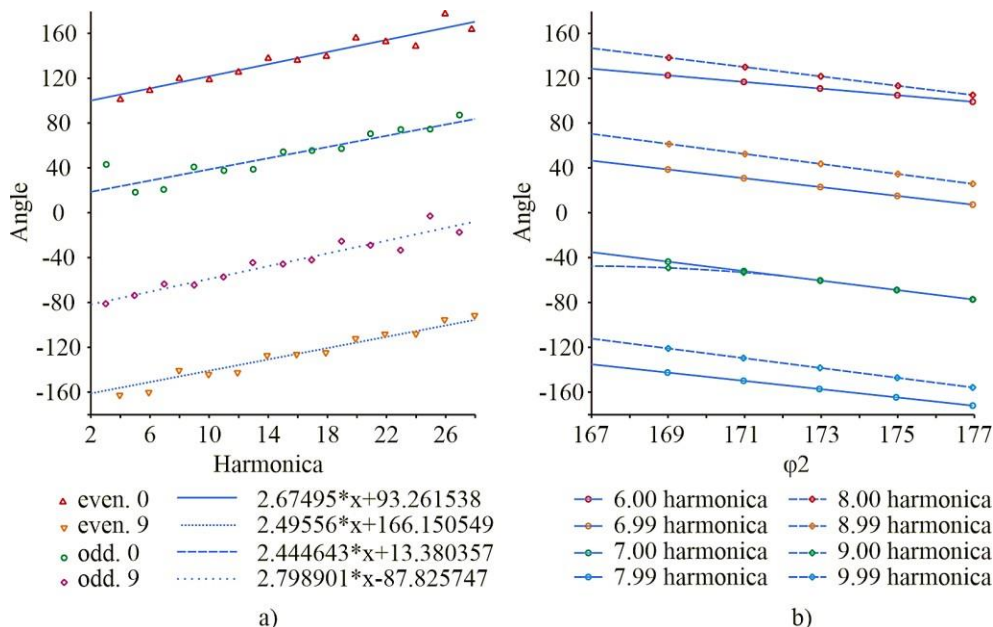 160
120
80
40
0
-40
-80
-120
-160
Angle
2 6 10 14 18 22 26
Harmonica
even. 0 2.67495*x+93.261538
even. 9 2.49556*x+166.150549
odd. 0 2.444643*x+13.380357
odd. 9 2.798901*x-87.825747
a)
160
120
80
40
0
-40
-80
-120
-160
Angle
167 169 171 173 175 177
φ2
6.00 harmonica 8.00 harmonica
6.99 harmonica 8.99 harmonica
7.00 harmonica 9.00 harmonica
7.99 harmonica 9.99 harmonica
b)